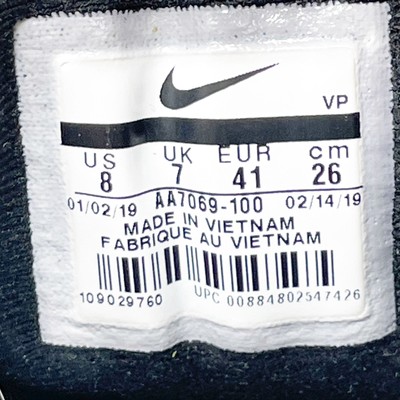 VP
US UK EUR cm
8 7 41 26
01/02/19 AA7069-100 02/14/19
MADE IN VIETNAM
FABRIQUE AU VIETNAM
109029760 UPC 00884802547426